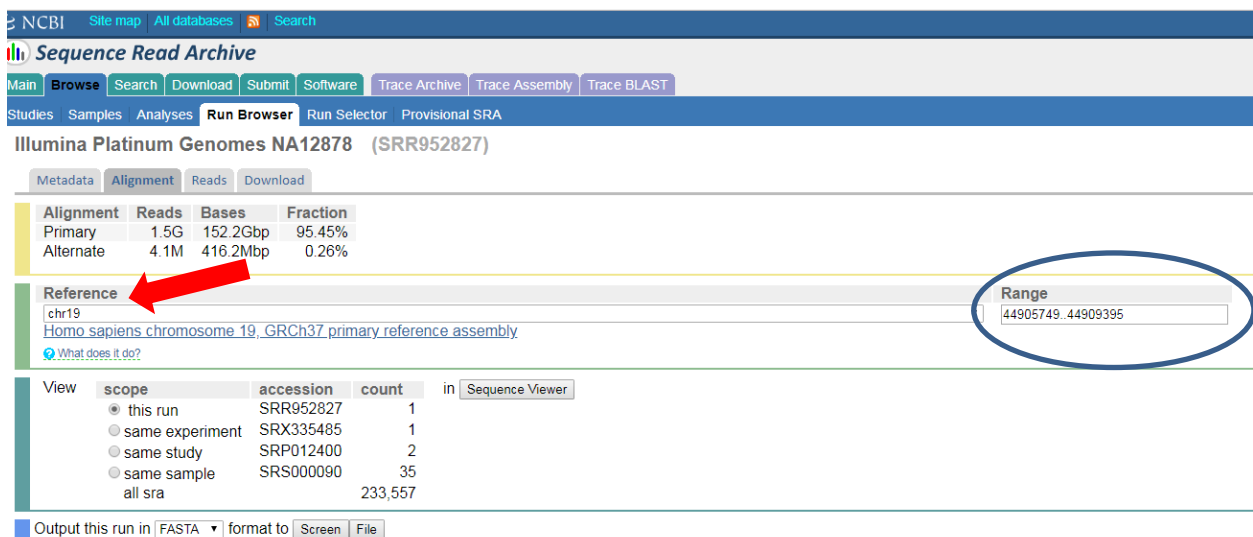 NCBI Site map All databases Search
Sequence Read Archive
Main Browse Search Download Submit Software Trace Archive Trace Assembly Trace BLAST
Studies Samples Analyses Run Browser Run Selector Provisional SRA
Illumina Platinum Genomes NA12878 (SRR952827)
Metadata Alignment Reads Download
Alignment Reads Bases Fraction
Primary 1.5G 152.2Gbp 95.45%
Alternate 4.1M 416.2Mbp 0.26%
Reference Range
chr19 44905749..44909395
Homo sapiens chromosome 19, GRCh37 primary reference assembly
? What does it do?
View scope accession count in Sequence Viewer
this run SRR952827 1
same experiment SRX335485 1
same study SRP012400 2
same sample SRS000090 35
all sra 233,557
Output this run in FASTA format to Screen File